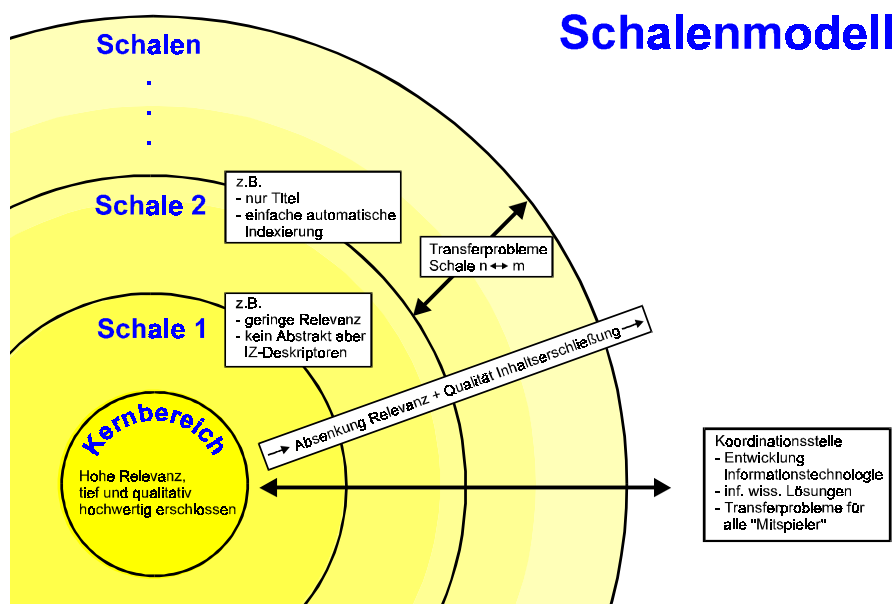 Schalenmodell
Schalen
.
.
.
Schale 2
z.B.
- nur Titel
- einfache automatische
Indexierung
Transferprobleme
Schale n ↔ m
Schale 1
z.B.
- geringe Relevanz
- kein Abstrakt aber
IZ-Deskriptoren
→ Absenkung Relevanz + Qualität Inhaltserschließung →
Kernbereich
Hohe Relevanz,
tief und qualitativ
hochwertig erschlossen
Koordinationsstelle
- Entwicklung
Informationstechnologie
- inf. wiss. Lösungen
- Transferprobleme für
alle "Mitspieler"